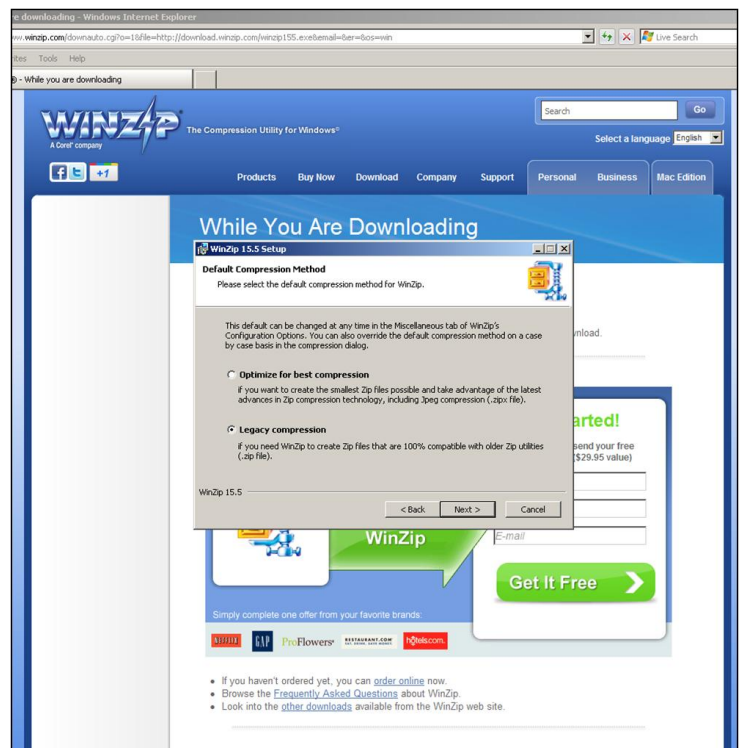 e downloading - Windows Internet Explorer
ww.winzip.com/downauto.cgi?o=1&file=http://download.winzip.com/winzip155.exe&email=&er=&os=win
Live Search
ites Tools Help
- While you are downloading
WINZIP
The Compression Utility for Windows®
A Corel® company
Search
Go
Select a language English
+1
Products Buy Now Download Company Support Personal Business Mac Edition
While You Are Downloading
WinZip 15.5 Setup
Default Compression Method
Please select the default compression method for WinZip.
This default can be changed at any time in the Miscellaneous tab of WinZip's
Configuration Options. You can also override the default compression method on a case
by case basis in the compression dialog.
nload.
Optimize for best compression
if you want to create the smallest Zip files possible and take advantage of the latest
advances in Zip compression technology, including Jpeg compression (.zipx file).
arted!
Legacy compression
if you need WinZip to create Zip files that are 100% compatible with older Zip utilities
(.zip file).
send your free
($29.95 value)
WinZip 15.5
< Back Next > Cancel
WinZip
E-mail
Get It Free
Simply complete one offer from your favorite brands:
NETFLIX GAP ProFlowers RESTAURANT.COM hotels.com
If you haven't ordered yet, you can order online now.
Browse the Frequently Asked Questions about WinZip.
Look into the other downloads available from the WinZip web site.